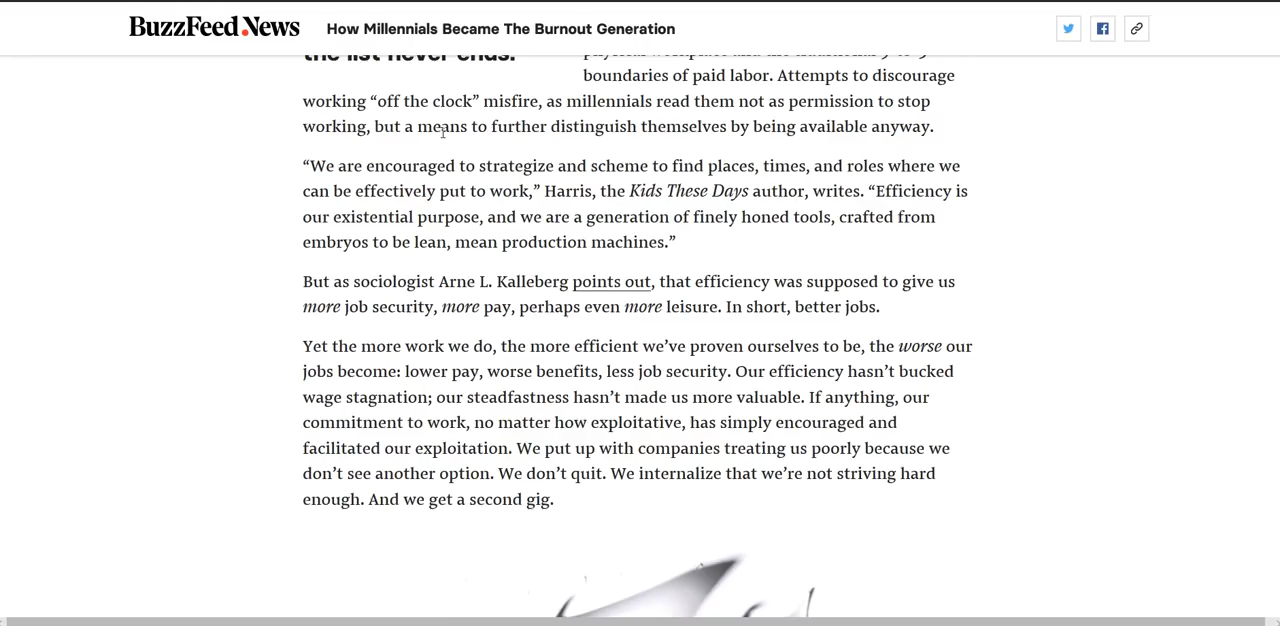 BuzzFeed News
How Millennials Became The Burnout Generation
the list never ends.
boundaries of paid labor. Attempts to discourage
working “off the clock” misfire, as millennials read them not as permission to stop
working, but a means to further distinguish themselves by being available anyway.
“We are encouraged to strategize and scheme to find places, times, and roles where we
can be effectively put to work,” Harris, the Kids These Days author, writes. “Efficiency is
our existential purpose, and we are a generation of finely honed tools, crafted from
embryos to be lean, mean production machines.”
But as sociologist Arne L. Kalleberg points out, that efficiency was supposed to give us
more job security, more pay, perhaps even more leisure. In short, better jobs.
Yet the more work we do, the more efficient we’ve proven ourselves to be, the worse our
jobs become: lower pay, worse benefits, less job security. Our efficiency hasn’t bucked
wage stagnation; our steadfastness hasn’t made us more valuable. If anything, our
commitment to work, no matter how exploitative, has simply encouraged and
facilitated our exploitation. We put up with companies treating us poorly because we
don’t see another option. We don’t quit. We internalize that we’re not striving hard
enough. And we get a second gig.